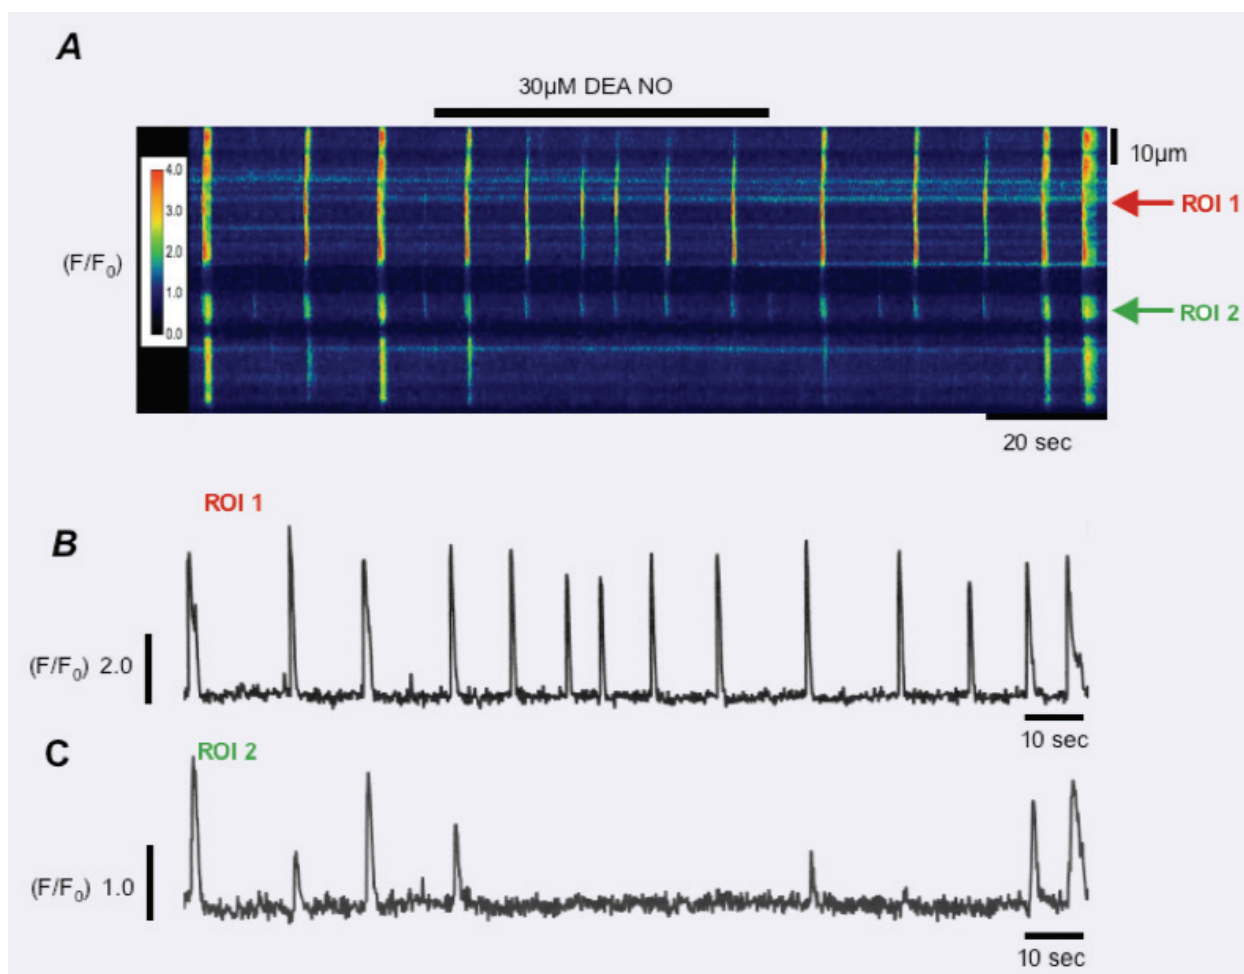 A
30µM DEA NO
4.0
3.0
2.0
1.0
0.0
(F/F₀)
10µm
ROI 1
ROI 2
20 sec
ROI 1
B
(F/F₀) 2.0
10 sec
C
ROI 2
(F/F₀) 1.0
10 sec